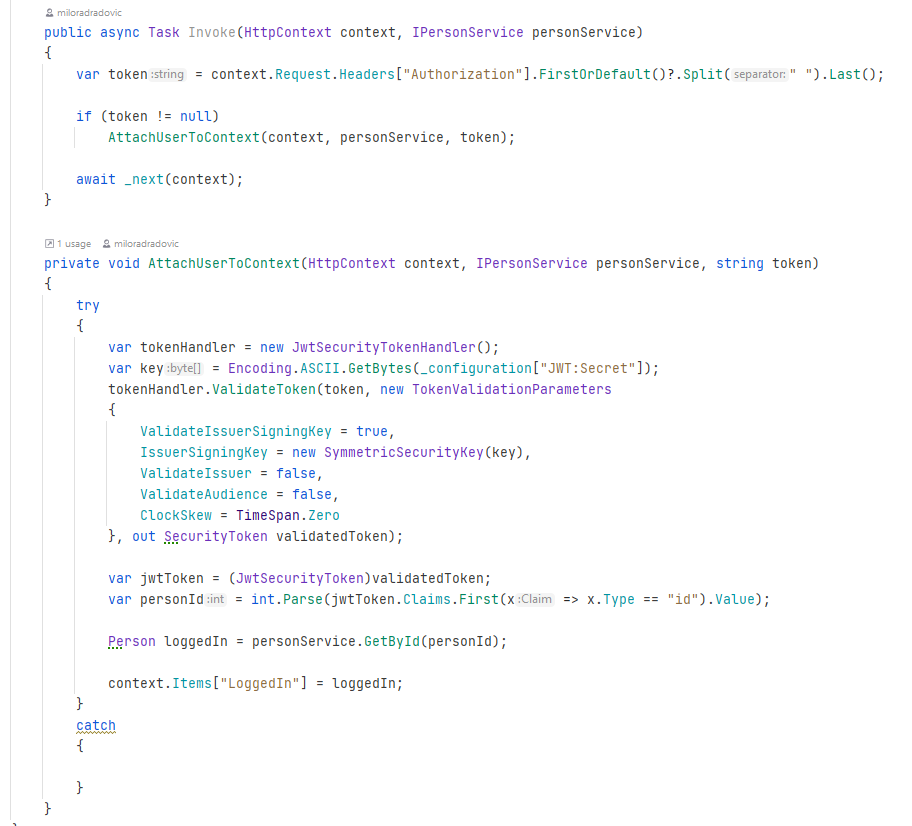 miloradradovic
public async Task Invoke(HttpContext context, IPersonService personService)
{
    var token :string = context.Request.Headers["Authorization"].FirstOrDefault()?.Split( separator: " ").Last();

    if (token != null)
        AttachUserToContext(context, personService, token);

    await _next(context);
}

1 usage miloradradovic
private void AttachUserToContext(HttpContext context, IPersonService personService, string token)
{
    try
    {
        var tokenHandler = new JwtSecurityTokenHandler();
        var key :byte[] = Encoding.ASCII.GetBytes(_configuration["JWT:Secret"]);
        tokenHandler.ValidateToken(token, new TokenValidationParameters
        {
            ValidateIssuerSigningKey = true,
            IssuerSigningKey = new SymmetricSecurityKey(key),
            ValidateIssuer = false,
            ValidateAudience = false,
            ClockSkew = TimeSpan.Zero
        }, out SecurityToken validatedToken);

        var jwtToken = (JwtSecurityToken)validatedToken;
        var personId :int = int.Parse(jwtToken.Claims.First(x :Claim => x.Type == "id").Value);

        Person loggedIn = personService.GetById(personId);

        context.Items["LoggedIn"] = loggedIn;
    }
    catch
    {

    }
}